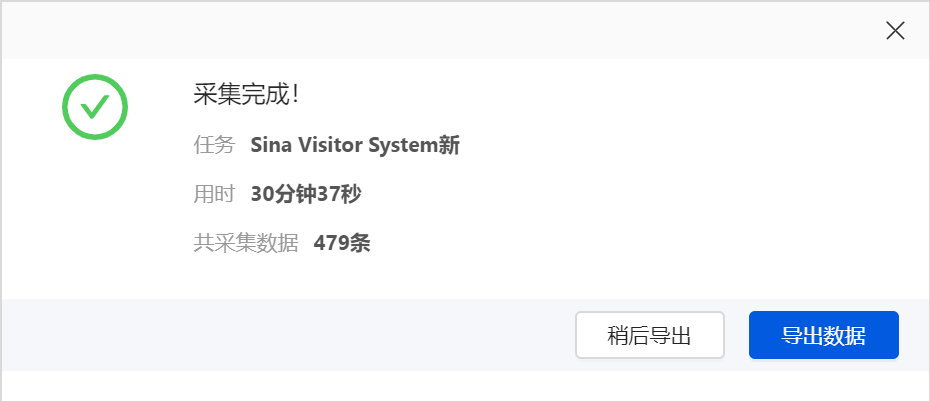 采集完成！
任务 Sina Visitor System新
用时 30分钟37秒
共采集数据 479条
稍后导出 导出数据